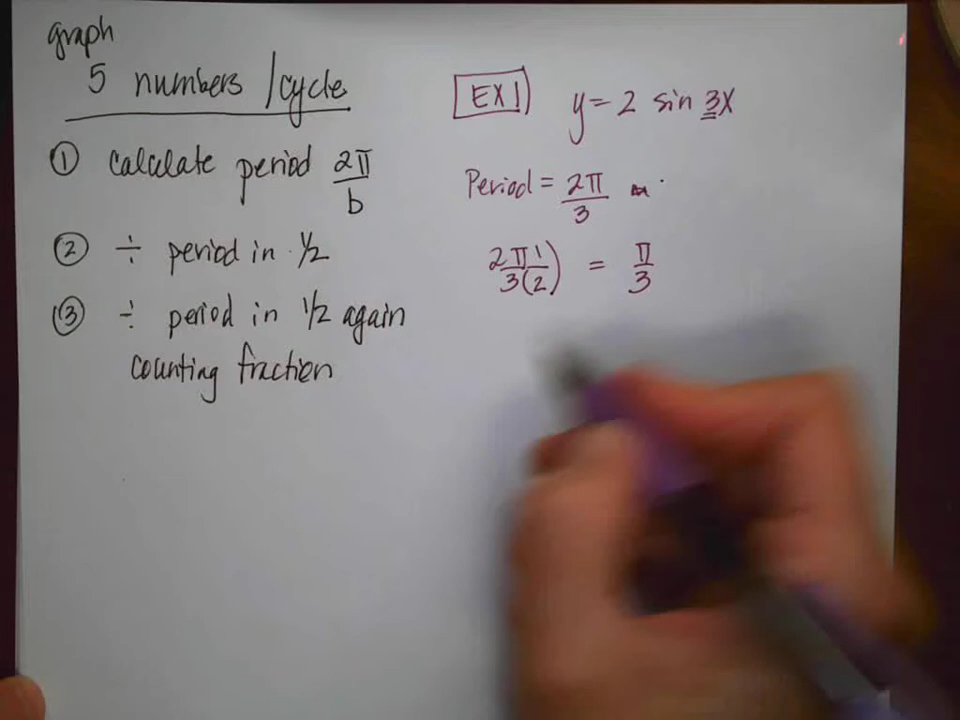 graph
5 numbers /cycle
① calculate period 2π/b
② ÷ period in 1/2
③ ÷ period in 1/2 again
counting fraction
EX 1 y = 2 sin 3x
Period = 2π/3
2π/3 (1/2) = π/3